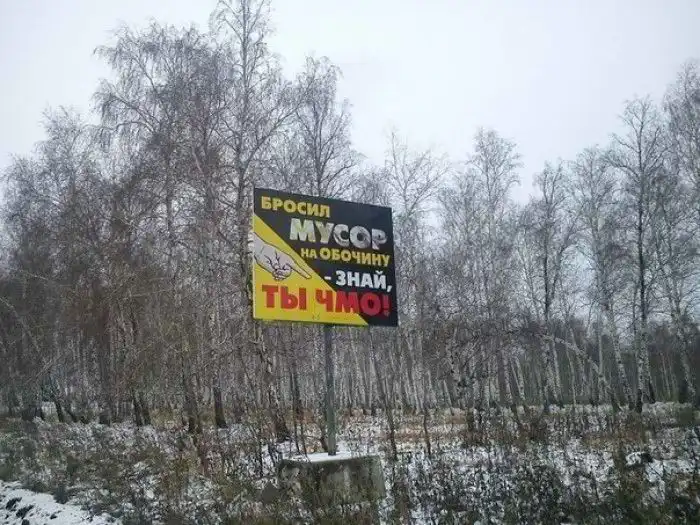 БРОСИЛ
МУСОР
НА ОБОЧИНУ
- ЗНАЙ,
ТЫ ЧМО!